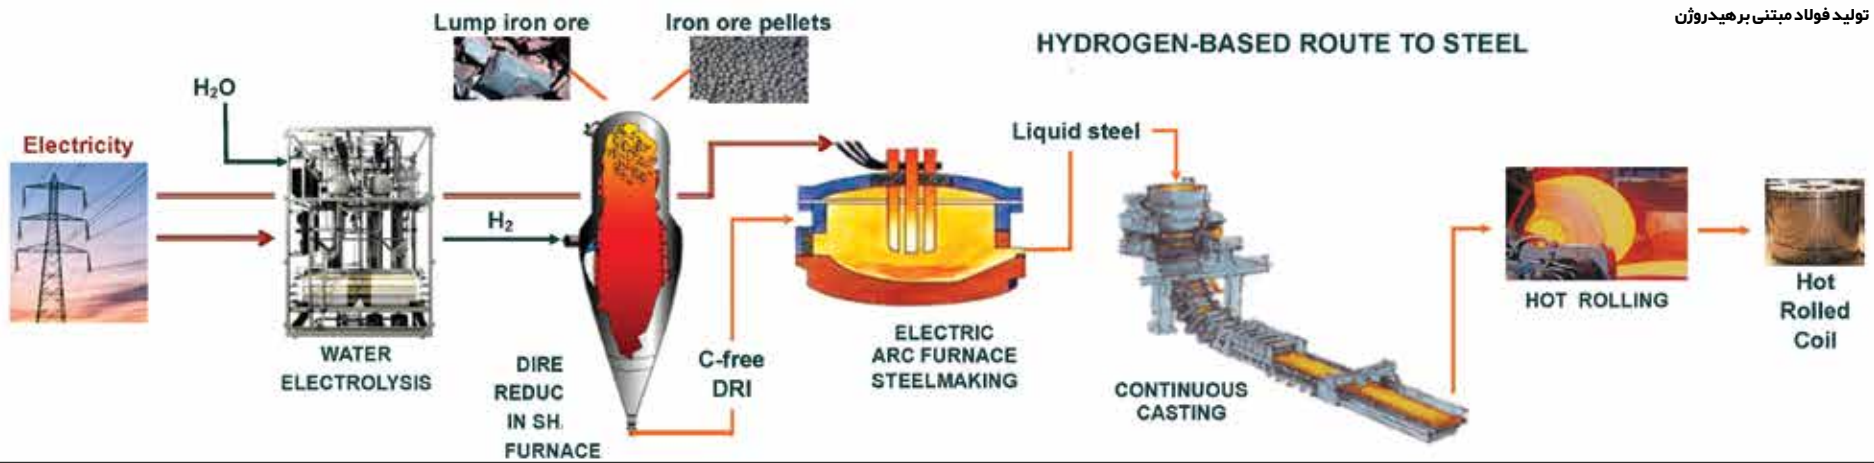 تولید فولاد مبتنی بر هیدروژن
HYDROGEN-BASED ROUTE TO STEEL
Lump iron ore
Iron ore pellets
H₂O
Electricity
H₂
WATER
ELECTROLYSIS
DIRE
REDUC
IN SH.
FURNACE
C-free
DRI
ELECTRIC
ARC FURNACE
STEELMAKING
Liquid steel
CONTINUOUS
CASTING
HOT ROLLING
Hot
Rolled
Coil